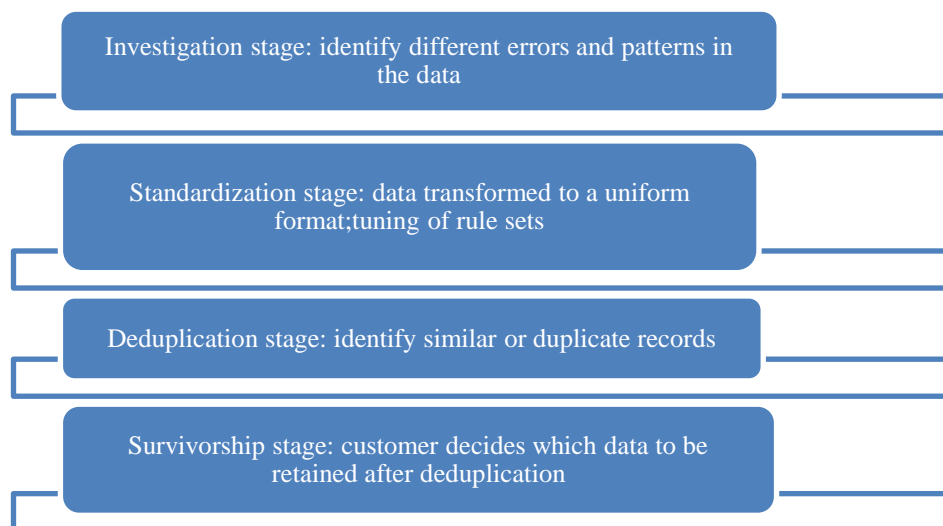 Investigation stage: identify different errors and patterns in
the data
Standardization stage: data transformed to a uniform
format;tuning of rule sets
Deduplication stage: identify similar or duplicate records
Survivorship stage: customer decides which data to be
retained after deduplication